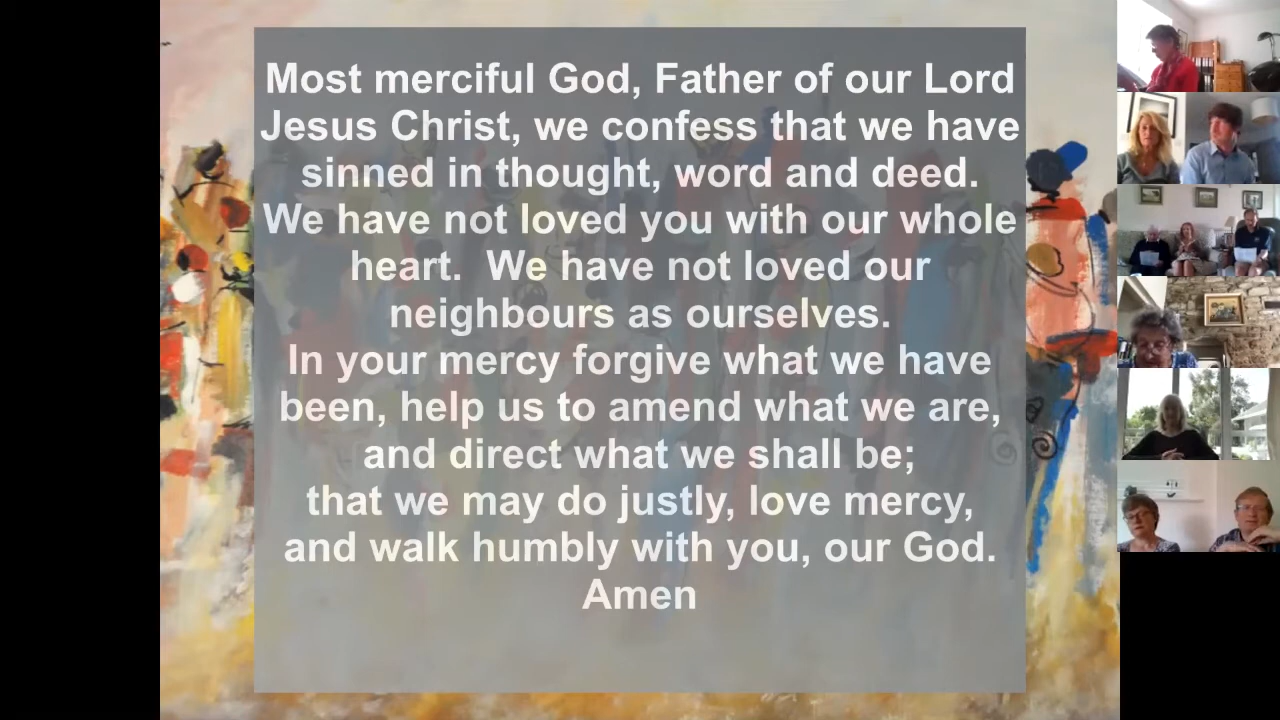 Most merciful God, Father of our Lord
Jesus Christ, we confess that we have
sinned in thought, word and deed.
We have not loved you with our whole
heart.  We have not loved our
neighbours as ourselves.
In your mercy forgive what we have
been, help us to amend what we are,
and direct what we shall be;
that we may do justly, love mercy,
and walk humbly with you, our God.
Amen